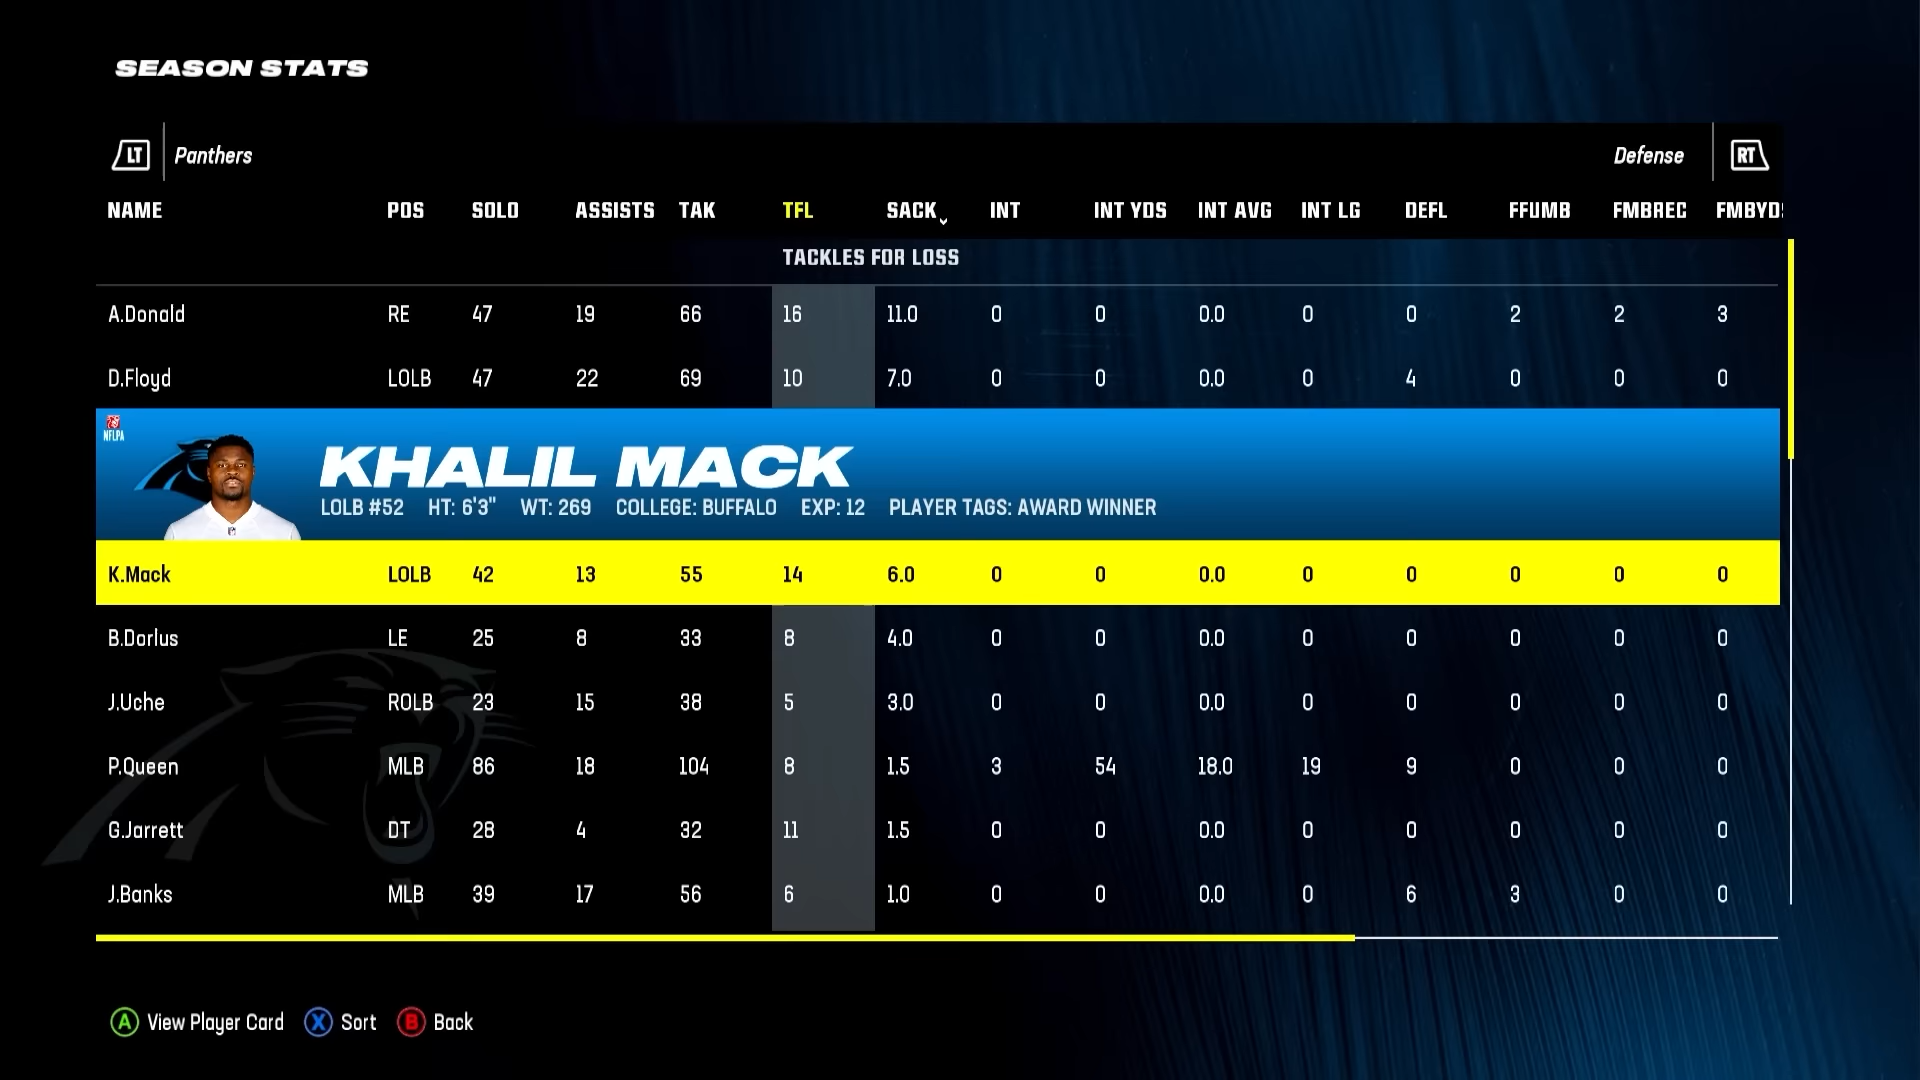 SEASON STATS
LT Panthers Defense RT
NAME POS SOLO ASSISTS TAK TFL SACK INT INT YDS INT AVG INT LG DEFL FFUMB FMBREC FMBYD
TACKLES FOR LOSS
A.Donald RE 47 19 66 16 11.0 0 0 0.0 0 0 2 2 3
D.Floyd LOLB 47 22 69 10 7.0 0 0 0.0 0 4 0 0 0
NFLPA
KHALIL MACK
LOLB #52 HT: 6'3" WT: 269 COLLEGE: BUFFALO EXP: 12 PLAYER TAGS: AWARD WINNER
K.Mack LOLB 42 13 55 14 6.0 0 0 0.0 0 0 0 0 0
B.Dorlus LE 25 8 33 8 4.0 0 0 0.0 0 0 0 0 0
J.Uche ROLB 23 15 38 5 3.0 0 0 0.0 0 0 0 0 0
P.Queen MLB 86 18 104 8 1.5 3 54 18.0 19 9 0 0 0
G.Jarrett DT 28 4 32 11 1.5 0 0 0.0 0 0 0 0 0
J.Banks MLB 39 17 56 6 1.0 0 0 0.0 0 6 3 0 0
A View Player Card X Sort B Back